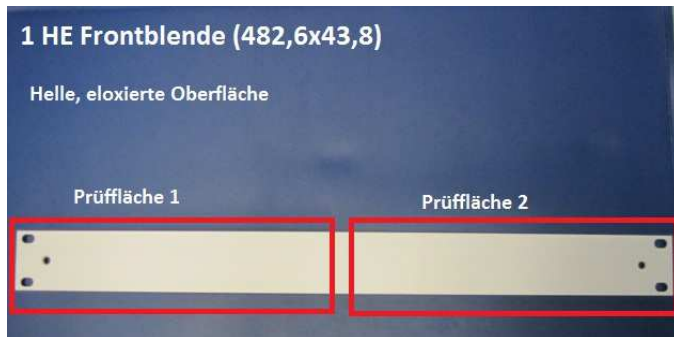 1 HE Frontblende (482,6x43,8)
Helle, eloxierte Oberfläche
Prüffläche 1
Prüffläche 2